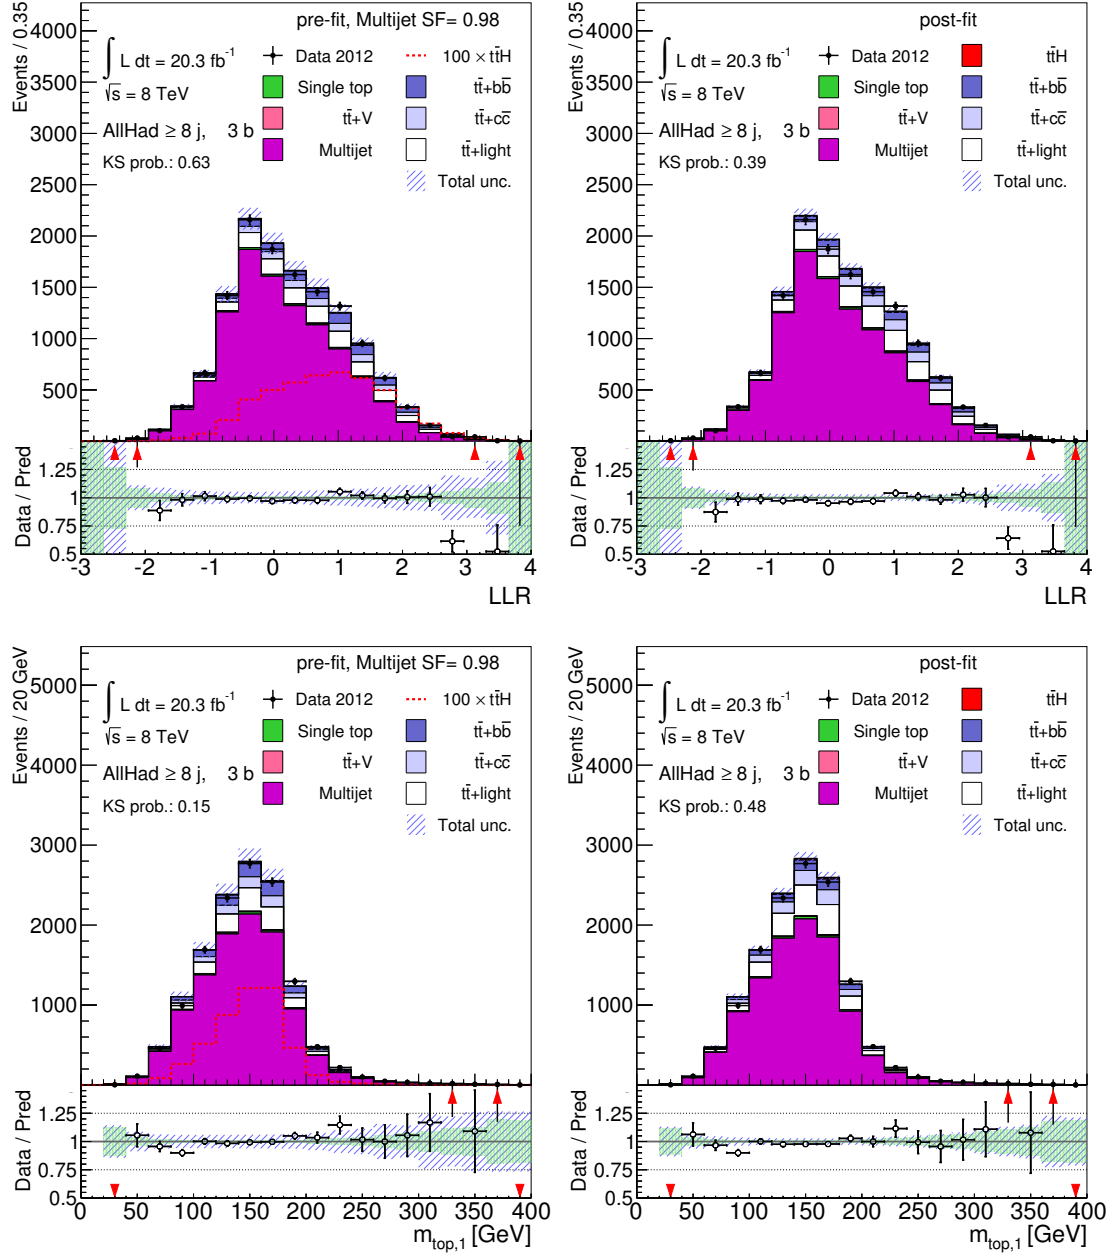 pre-fit, Multijet SF= 0.98
Events / 0.35
∫ L dt = 20.3 fb⁻¹
√s = 8 TeV
AllHad ≥ 8 j, 3 b
KS prob.: 0.63
Data 2012
100 × tt̄H
Single top
tt̄+bb̄
tt̄+V
tt̄+cc̄
Multijet
tt̄+light
Total unc.
4000
3500
3000
2500
2000
1500
1000
500
Data / Pred
1.25
1
0.75
0.5
-3 -2 -1 0 1 2 3 4
LLR
post-fit
Events / 0.35
∫ L dt = 20.3 fb⁻¹
√s = 8 TeV
AllHad ≥ 8 j, 3 b
KS prob.: 0.39
Data 2012
tt̄H
Single top
tt̄+bb̄
tt̄+V
tt̄+cc̄
Multijet
tt̄+light
Total unc.
4000
3500
3000
2500
2000
1500
1000
500
Data / Pred
1.25
1
0.75
0.5
-3 -2 -1 0 1 2 3 4
LLR
pre-fit, Multijet SF= 0.98
Events / 20 GeV
∫ L dt = 20.3 fb⁻¹
√s = 8 TeV
AllHad ≥ 8 j, 3 b
KS prob.: 0.15
Data 2012
100 × tt̄H
Single top
tt̄+bb̄
tt̄+V
tt̄+cc̄
Multijet
tt̄+light
Total unc.
5000
4000
3000
2000
1000
Data / Pred
1.25
1
0.75
0.5
0 50 100 150 200 250 300 350 400
m_top,1 [GeV]
post-fit
Events / 20 GeV
∫ L dt = 20.3 fb⁻¹
√s = 8 TeV
AllHad ≥ 8 j, 3 b
KS prob.: 0.48
Data 2012
tt̄H
Single top
tt̄+bb̄
tt̄+V
tt̄+cc̄
Multijet
tt̄+light
Total unc.
5000
4000
3000
2000
1000
Data / Pred
1.25
1
0.75
0.5
0 50 100 150 200 250 300 350 400
m_top,1 [GeV]